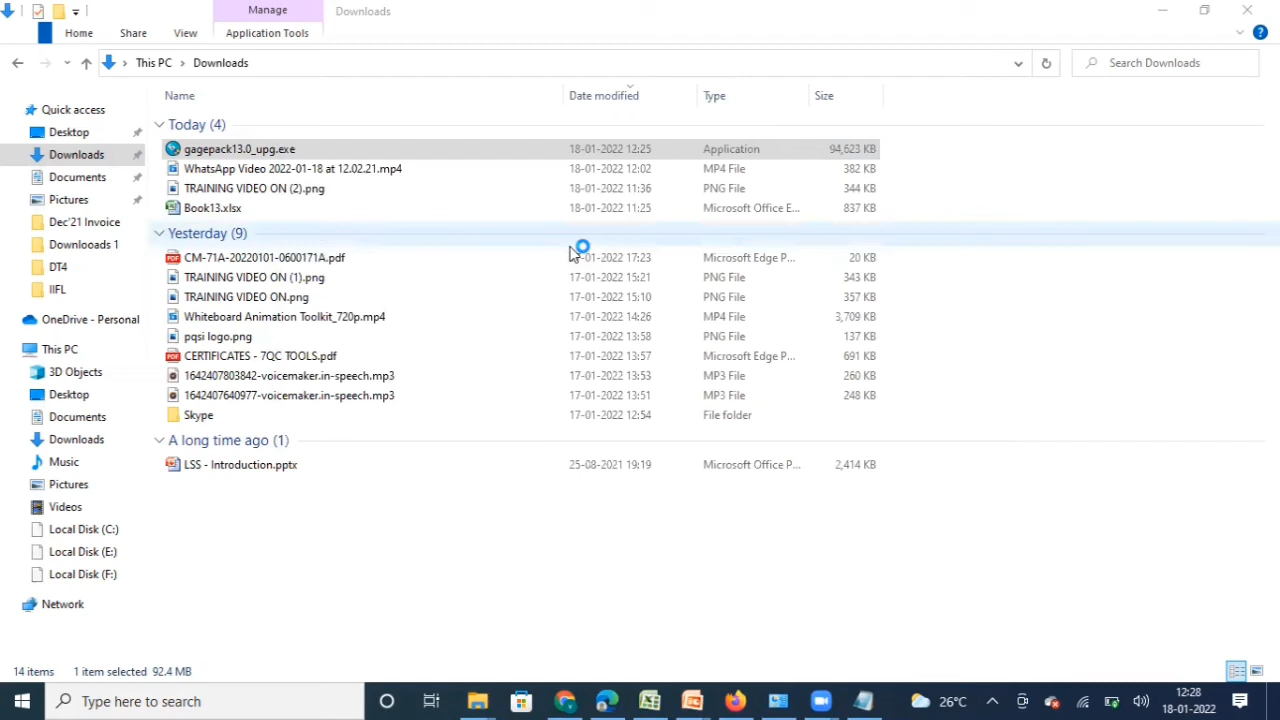 Manage Downloads
Home Share View Application Tools
This PC Downloads Search Downloads
Name Date modified Type Size
Quick access
Desktop
Downloads
Documents
Pictures
Dec'21 Invoice
Downlooads 1
DT4
IIFL
OneDrive - Personal
This PC
3D Objects
Desktop
Documents
Downloads
Music
Pictures
Videos
Local Disk (C:)
Local Disk (E:)
Local Disk (F:)
Network
Today (4)
gagepack13.0_upg.exe 18-01-2022 12:25 Application 94,623 KB
WhatsApp Video 2022-01-18 at 12.02.21.mp4 18-01-2022 12:02 MP4 File 382 KB
TRAINING VIDEO ON (2).png 18-01-2022 11:36 PNG File 344 KB
Book13.xlsx 18-01-2022 11:25 Microsoft Office E... 837 KB
Yesterday (9)
CM-71A-20220101-0600171A.pdf 17-01-2022 17:23 Microsoft Edge P... 20 KB
TRAINING VIDEO ON (1).png 17-01-2022 15:21 PNG File 343 KB
TRAINING VIDEO ON.png 17-01-2022 15:10 PNG File 357 KB
Whiteboard Animation Toolkit_720p.mp4 17-01-2022 14:26 MP4 File 3,709 KB
pqsi logo.png 17-01-2022 13:58 PNG File 137 KB
CERTIFICATES - 7QC TOOLS.pdf 17-01-2022 13:57 Microsoft Edge P... 691 KB
1642407803842-voicemaker.in-speech.mp3 17-01-2022 13:53 MP3 File 260 KB
1642407640977-voicemaker.in-speech.mp3 17-01-2022 13:51 MP3 File 248 KB
Skype 17-01-2022 12:54 File folder
A long time ago (1)
LSS - Introduction.pptx 25-08-2021 19:19 Microsoft Office P... 2,414 KB
14 items 1 item selected 92.4 MB
Type here to search 26°C 12:28
18-01-2022